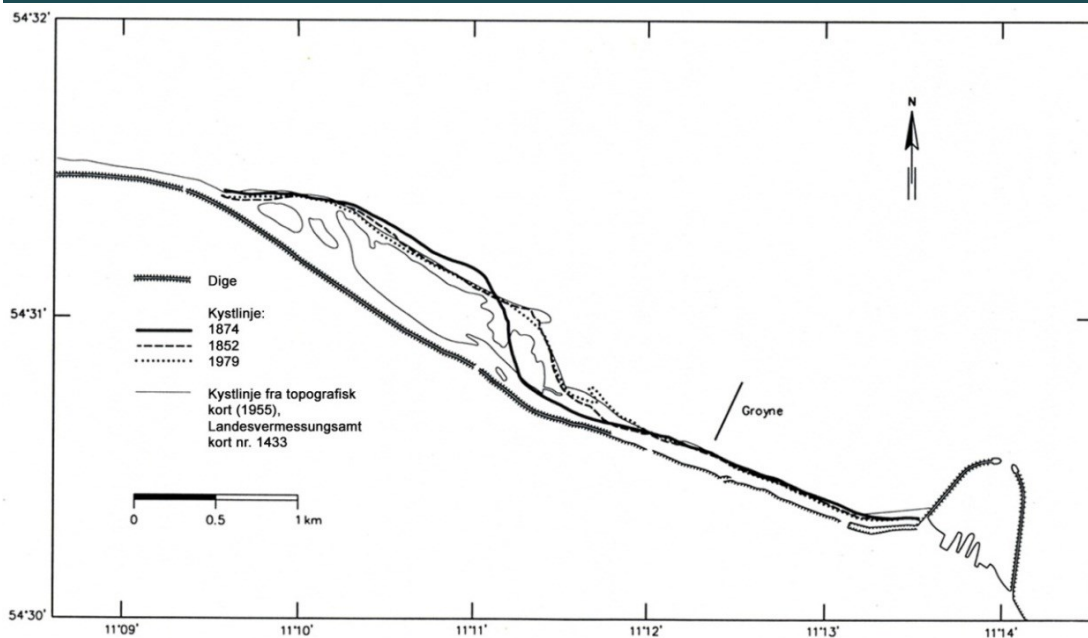 54°32'
N
54°31'
Dige
Kystlinje:
1874
1852
1979
Kystlinje fra topografisk
kort (1955),
Landesvermessungsamt
kort nr. 1433
Groyne
0 0.5 1 km
54°30'
11°09' 11°10' 11°11' 11°12' 11°13' 11°14'